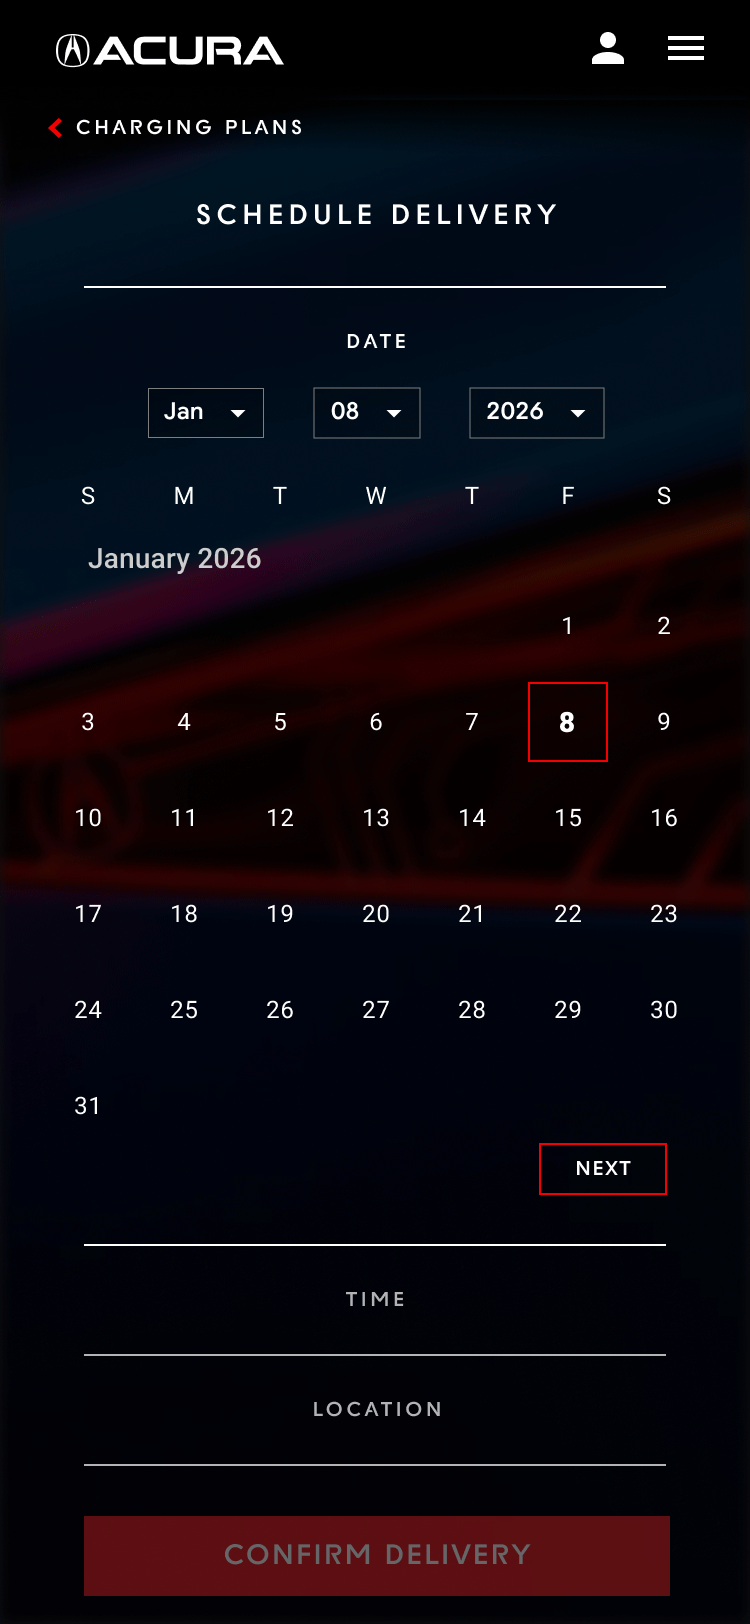 ACURA
CHARGING PLANS
SCHEDULE DELIVERY
DATE
Jan 08 2026
S M T W T F S
January 2026
1 2
3 4 5 6 7 8 9
10 11 12 13 14 15 16
17 18 19 20 21 22 23
24 25 26 27 28 29 30
31
NEXT
TIME
LOCATION
CONFIRM DELIVERY